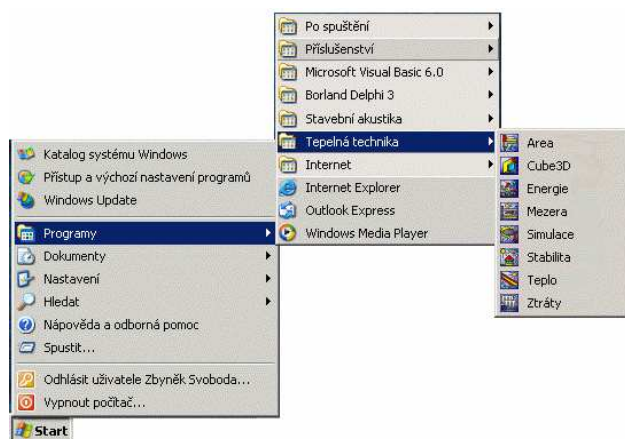 Po spuštění
Příslušenství
Microsoft Visual Basic 6.0
Borland Delphi 3
Stavební akustika
Tepelná technika
Internet
Internet Explorer
Outlook Express
Windows Media Player
Area
Cube3D
Energie
Mezera
Simulace
Stabilita
Teplo
Ztráty
Katalog systému Windows
Přístup a výchozí nastavení programů
Windows Update
Programy
Dokumenty
Nastavení
Hledat
Nápověda a odborná pomoc
Spustit...
Odhlásit uživatele Zbyněk Svoboda...
Vypnout počítač...
Start